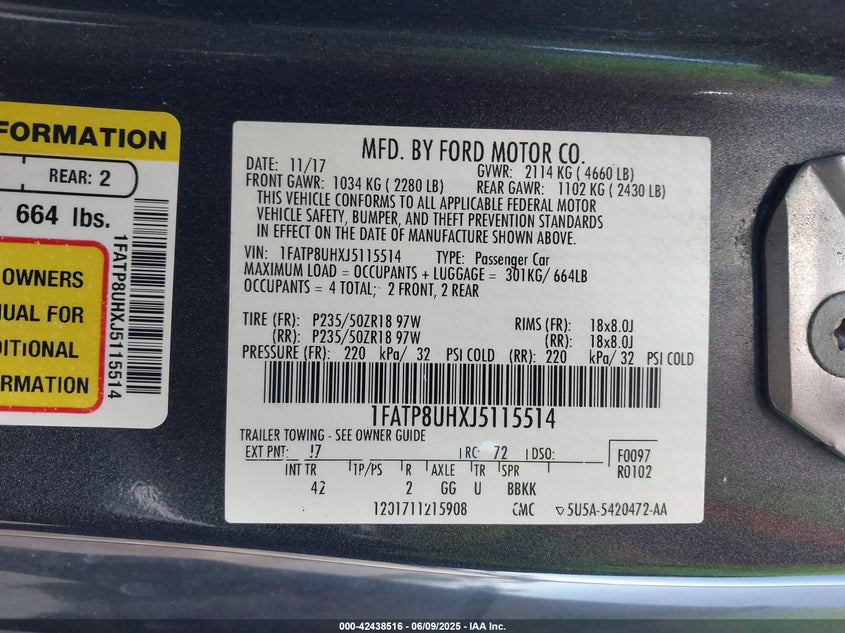 FORMATION
REAR: 2
664 lbs.
OWNERS
UAL FOR
DITIONAL
ORMATION
1FATP8UHXJ5115514
MFD. BY FORD MOTOR CO.
DATE: 11/17 GVWR: 2114 KG ( 4660 LB)
FRONT GAWR: 1034 KG ( 2280 LB) REAR GAWR: 1102 KG ( 2430 LB)
THIS VEHICLE CONFORMS TO ALL APPLICABLE FEDERAL MOTOR
VEHICLE SAFETY, BUMPER, AND THEFT PREVENTION STANDARDS
IN EFFECT ON THE DATE OF MANUFACTURE SHOWN ABOVE.
VIN: 1FATP8UHXJ5115514 TYPE: Passenger Car
MAXIMUM LOAD = OCCUPANTS + LUGGAGE = 301KG/ 664LB
OCCUPANTS = 4 TOTAL; 2 FRONT, 2 REAR
TIRE (FR): P235/50ZR18 97W RIMS (FR): 18x8.0J
(RR): P235/50ZR18 97W (RR): 18x8.0J
PRESSURE (FR): 220 kPa/ 32 PSI COLD (RR): 220 kPa/ 32 PSI COLD
1FATP8UHXJ5115514
TRAILER TOWING - SEE OWNER GUIDE
EXT PNT: RC: 72 DSO: F0097
R0102
INT TR TP/PS R AXLE TR SPR
42 2 GG U BBKK
1201711215908 CMC 5U5A-5420472-AA
000-42438516 - 06/09/2025 - IAA Inc.